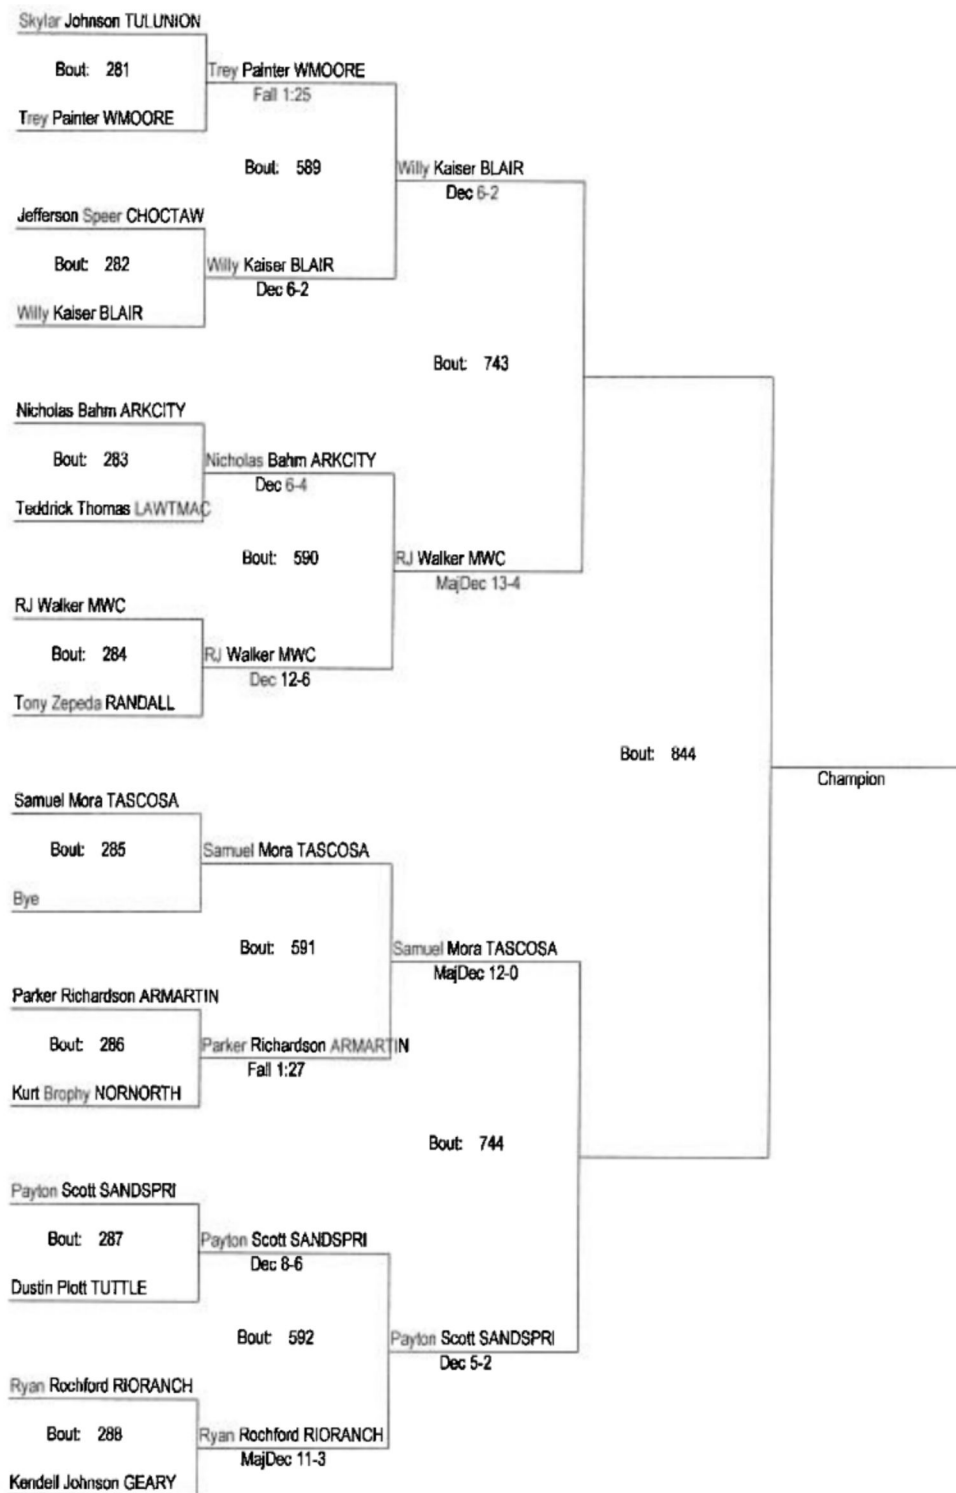 Skylar Johnson TULUNION
Bout: 281
Trey Painter WMOORE
Fall 1:25
Trey Painter WMOORE
Bout: 589
Willy Kaiser BLAIR
Dec 6-2
Jefferson Speer CHOCTAW
Bout: 282
Willy Kaiser BLAIR
Dec 6-2
Willy Kaiser BLAIR
Bout: 743
Nicholas Bahm ARKCITY
Bout: 283
Nicholas Bahm ARKCITY
Dec 6-4
Teddrick Thomas LAWTMAC
Bout: 590
RJ Walker MWC
MajDec 13-4
RJ Walker MWC
Bout: 284
RJ Walker MWC
Dec 12-6
Tony Zepeda RANDALL
Bout: 844
Champion
Samuel Mora TASCOSA
Bout: 285
Samuel Mora TASCOSA
Bye
Bout: 591
Samuel Mora TASCOSA
MajDec 12-0
Parker Richardson ARMARTIN
Bout: 286
Parker Richardson ARMARTIN
Fall 1:27
Kurt Brophy NORNORTH
Bout: 744
Payton Scott SANDSPRI
Bout: 287
Payton Scott SANDSPRI
Dec 8-6
Dustin Plott TUTTLE
Bout: 592
Payton Scott SANDSPRI
Dec 5-2
Ryan Rochford RIORANCH
Bout: 288
Ryan Rochford RIORANCH
MajDec 11-3
Kendell Johnson GEARY